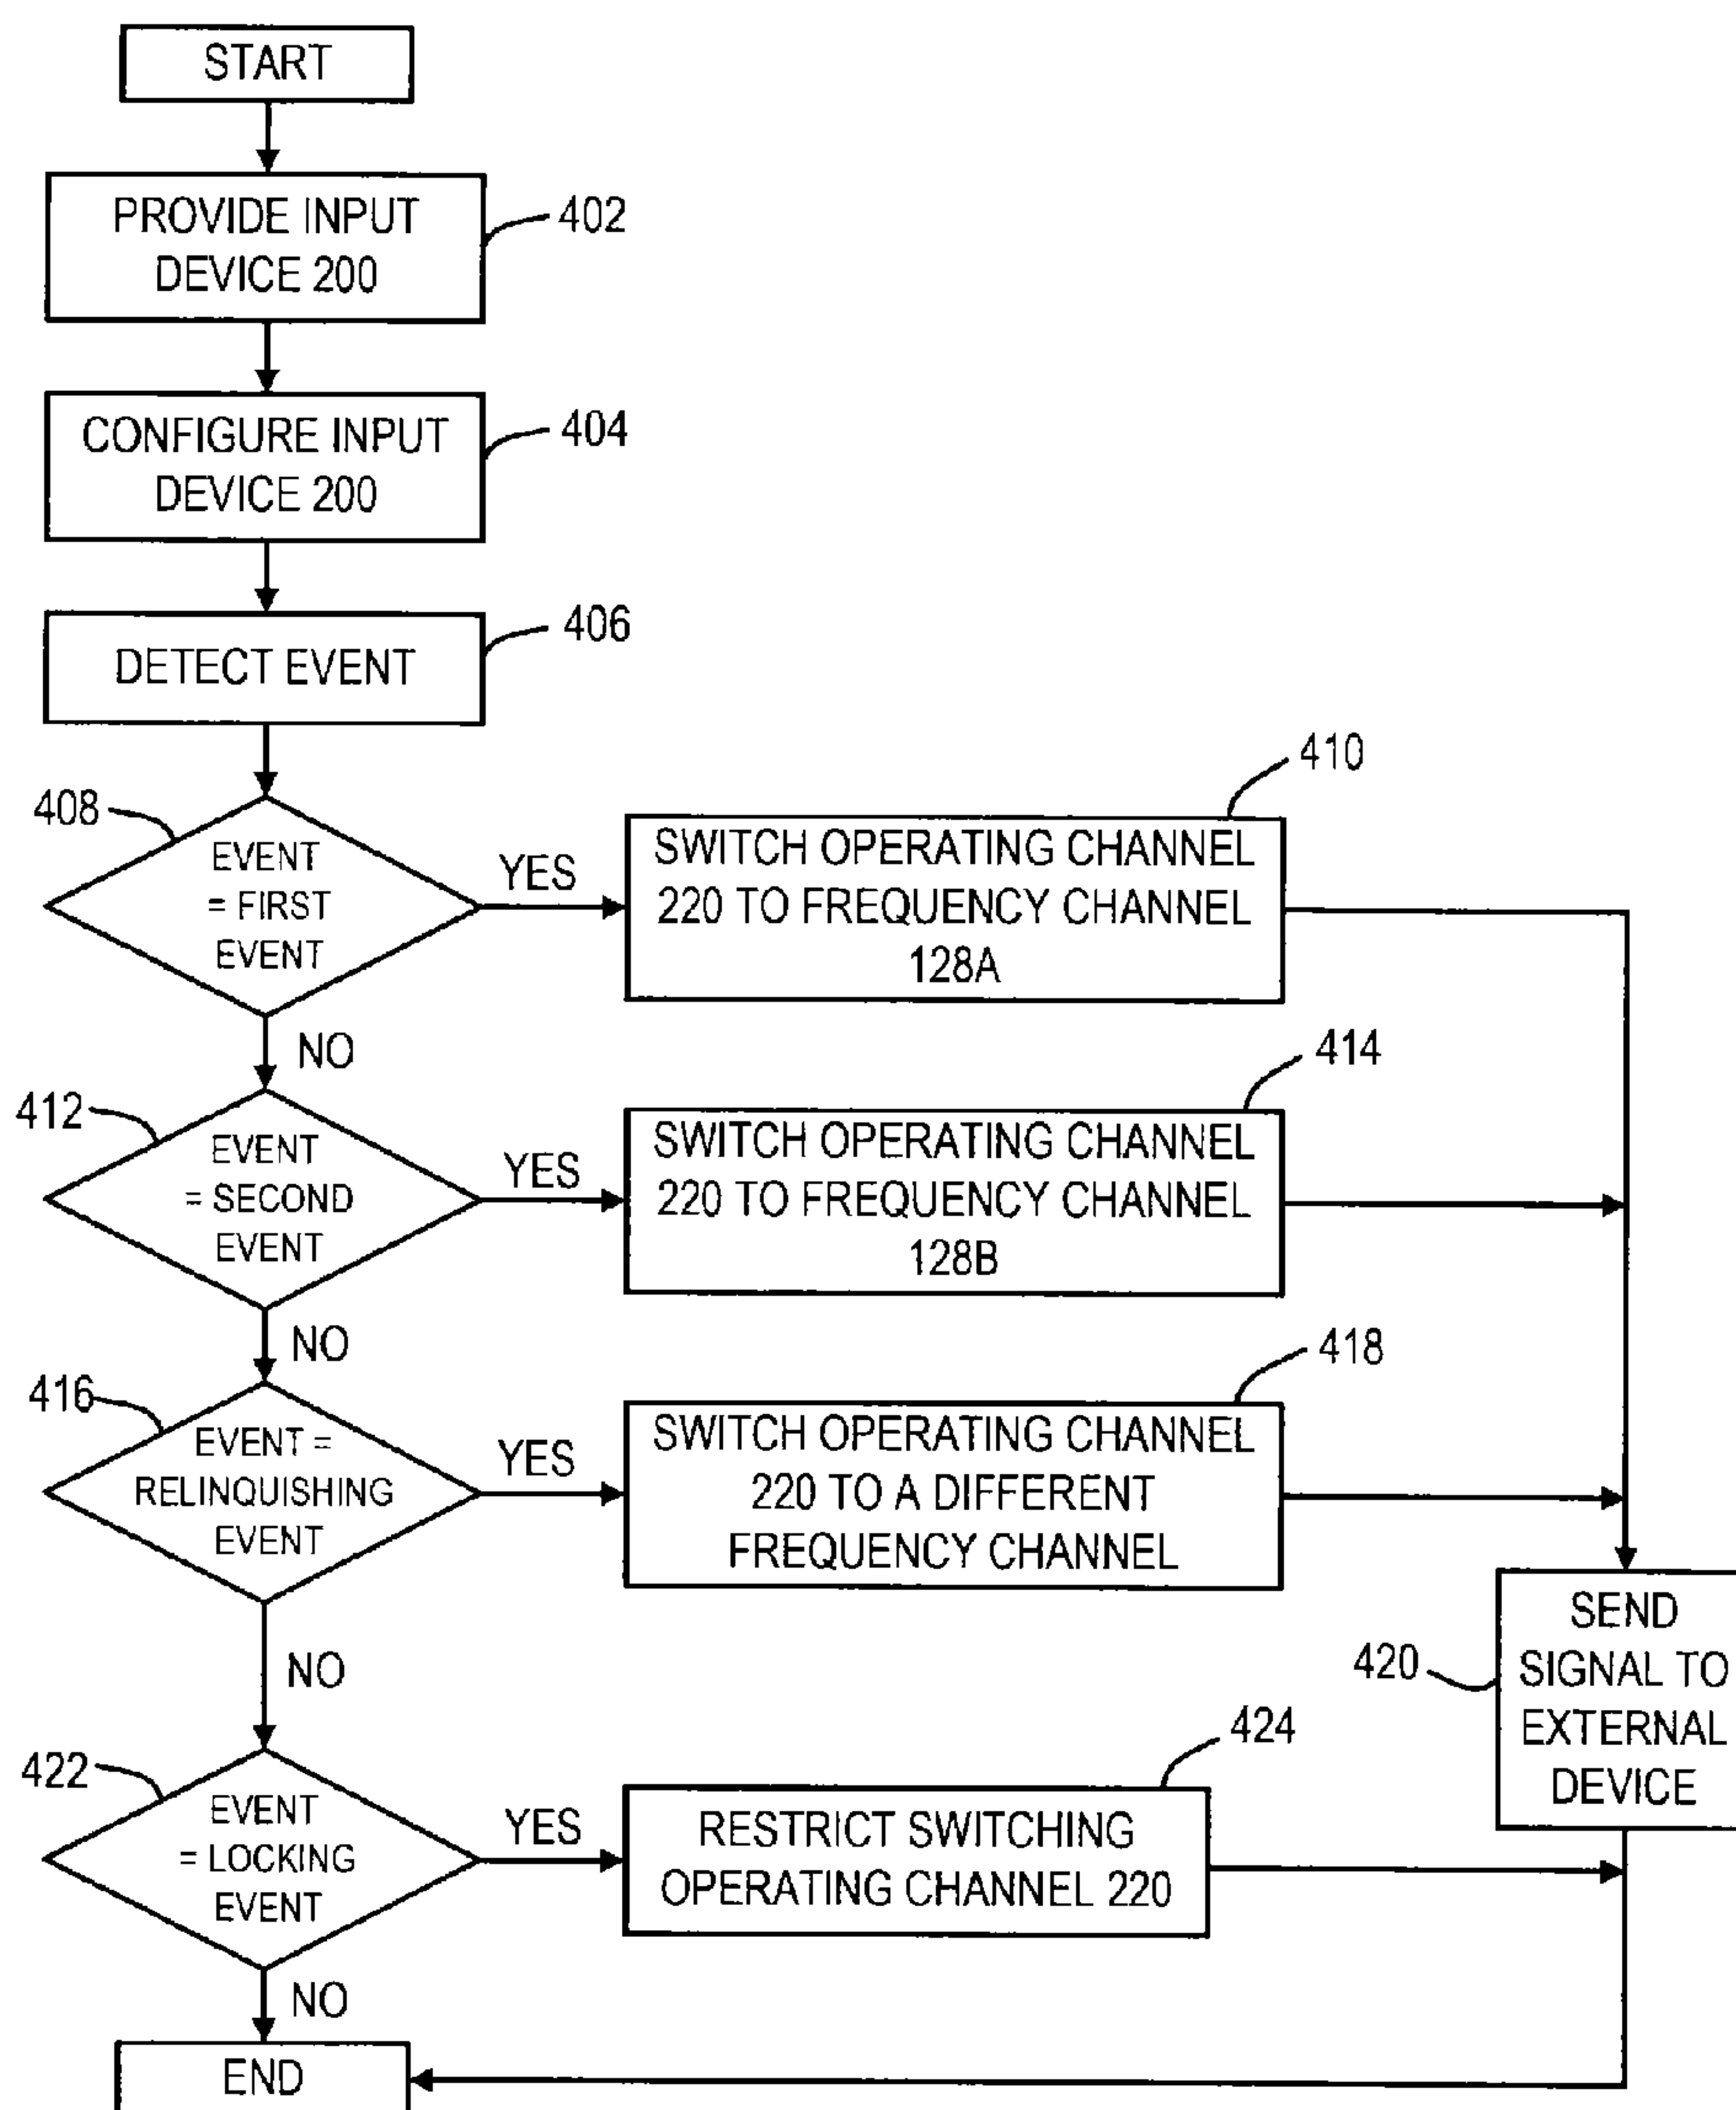 START
PROVIDE INPUT
DEVICE 200
402
CONFIGURE INPUT
DEVICE 200
404
DETECT EVENT
406
408
EVENT
= FIRST
EVENT
YES
410
SWITCH OPERATING CHANNEL
220 TO FREQUENCY CHANNEL
128A
NO
412
EVENT
= SECOND
EVENT
YES
414
SWITCH OPERATING CHANNEL
220 TO FREQUENCY CHANNEL
128B
NO
416
EVENT =
RELINQUISHING
EVENT
YES
418
SWITCH OPERATING CHANNEL
220 TO A DIFFERENT
FREQUENCY CHANNEL
420
SEND
SIGNAL TO
EXTERNAL
DEVICE
NO
422
EVENT
= LOCKING
EVENT
YES
424
RESTRICT SWITCHING
OPERATING CHANNEL 220
NO
END